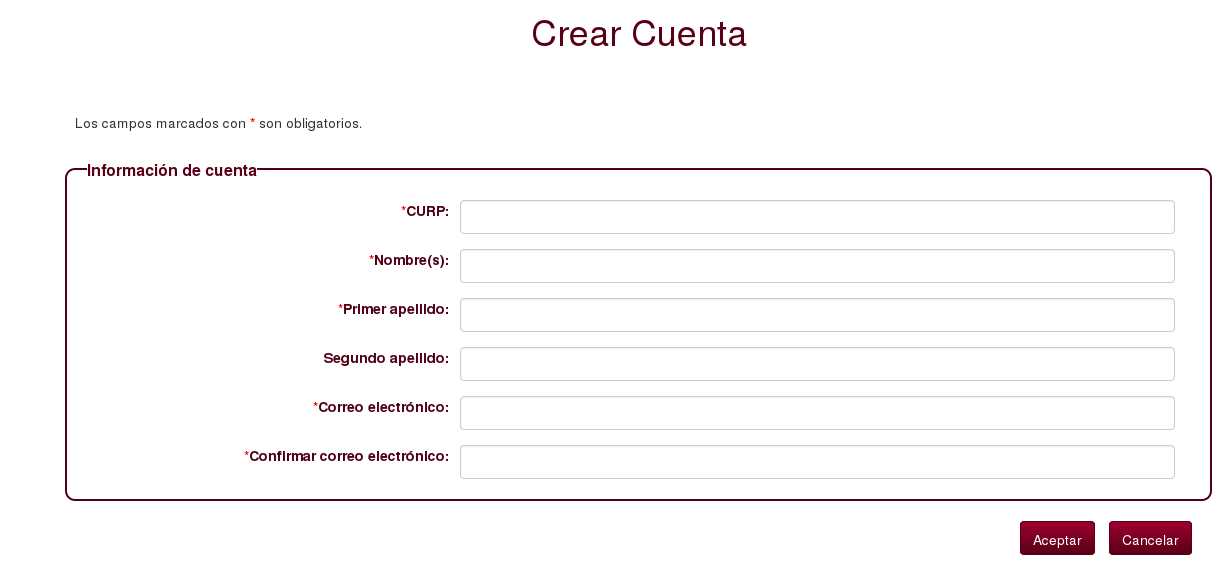 Crear Cuenta
Los campos marcados con * son obligatorios.
Información de cuenta
*CURP:
*Nombre(s):
*Primer apellido:
Segundo apellido:
*Correo electrónico:
*Confirmar correo electrónico:
Aceptar Cancelar